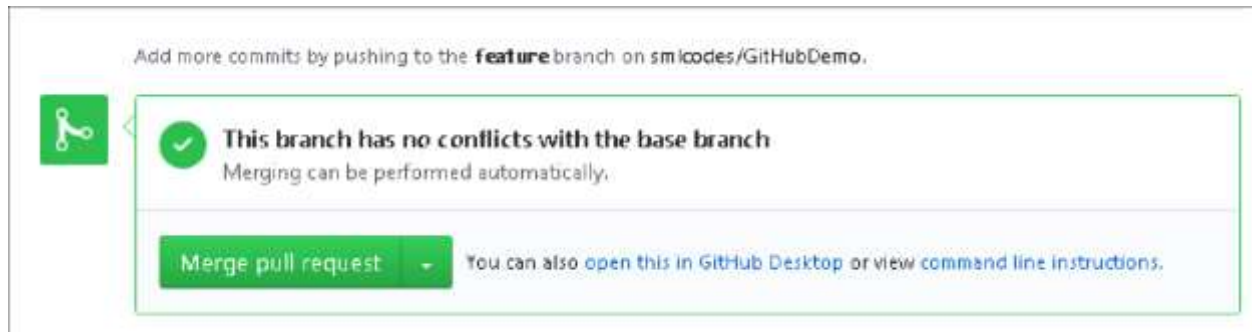 Add more commits by pushing to the feature branch on smlcodes/GitHubDemo.
This branch has no conflicts with the base branch
Merging can be performed automatically.
Merge pull request You can also open this in GitHub Desktop or view command line instructions.